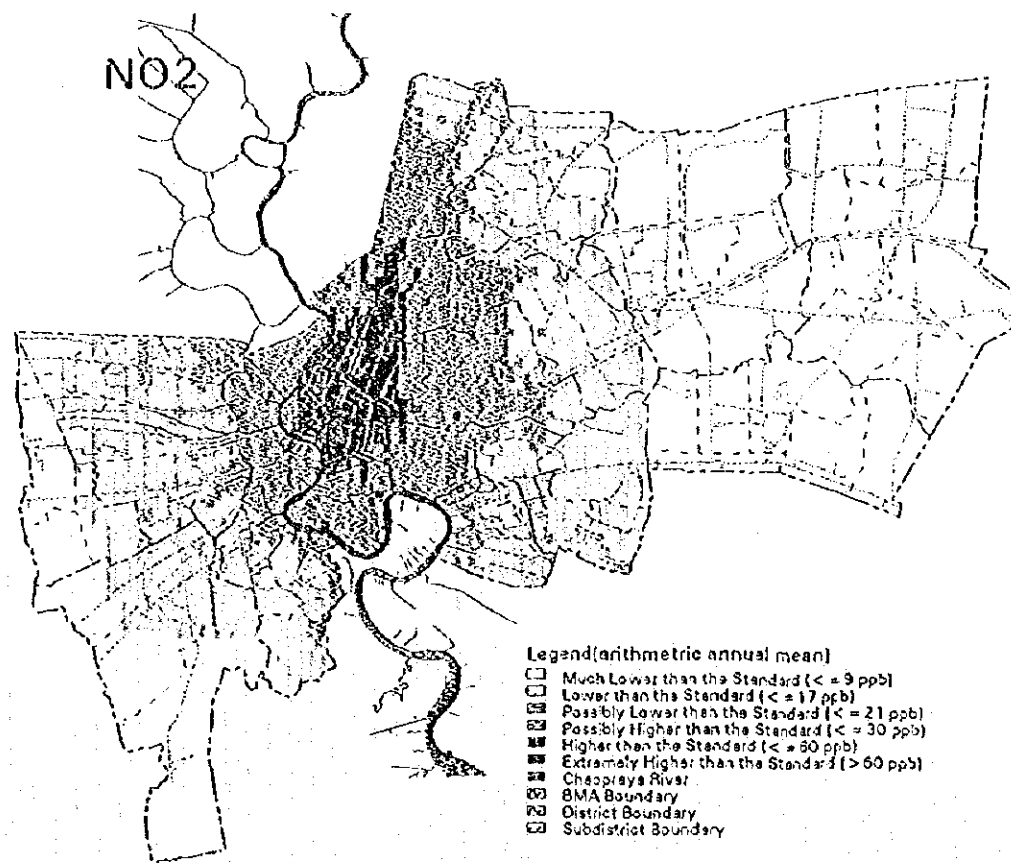 NO2
Legend(arithmetric annual mean)
Much Lower than the Standard (< = 9 ppb)
Lower than the Standard (< = 17 ppb)
Possibly Lower than the Standard (< = 21 ppb)
Possibly Higher than the Standard (< = 30 ppb)
Higher than the Standard (< = 60 ppb)
Extremely Higher than the Standard (> 60 ppb)
Chaopraya River
BMA Boundary
District Boundary
Subdistrict Boundary